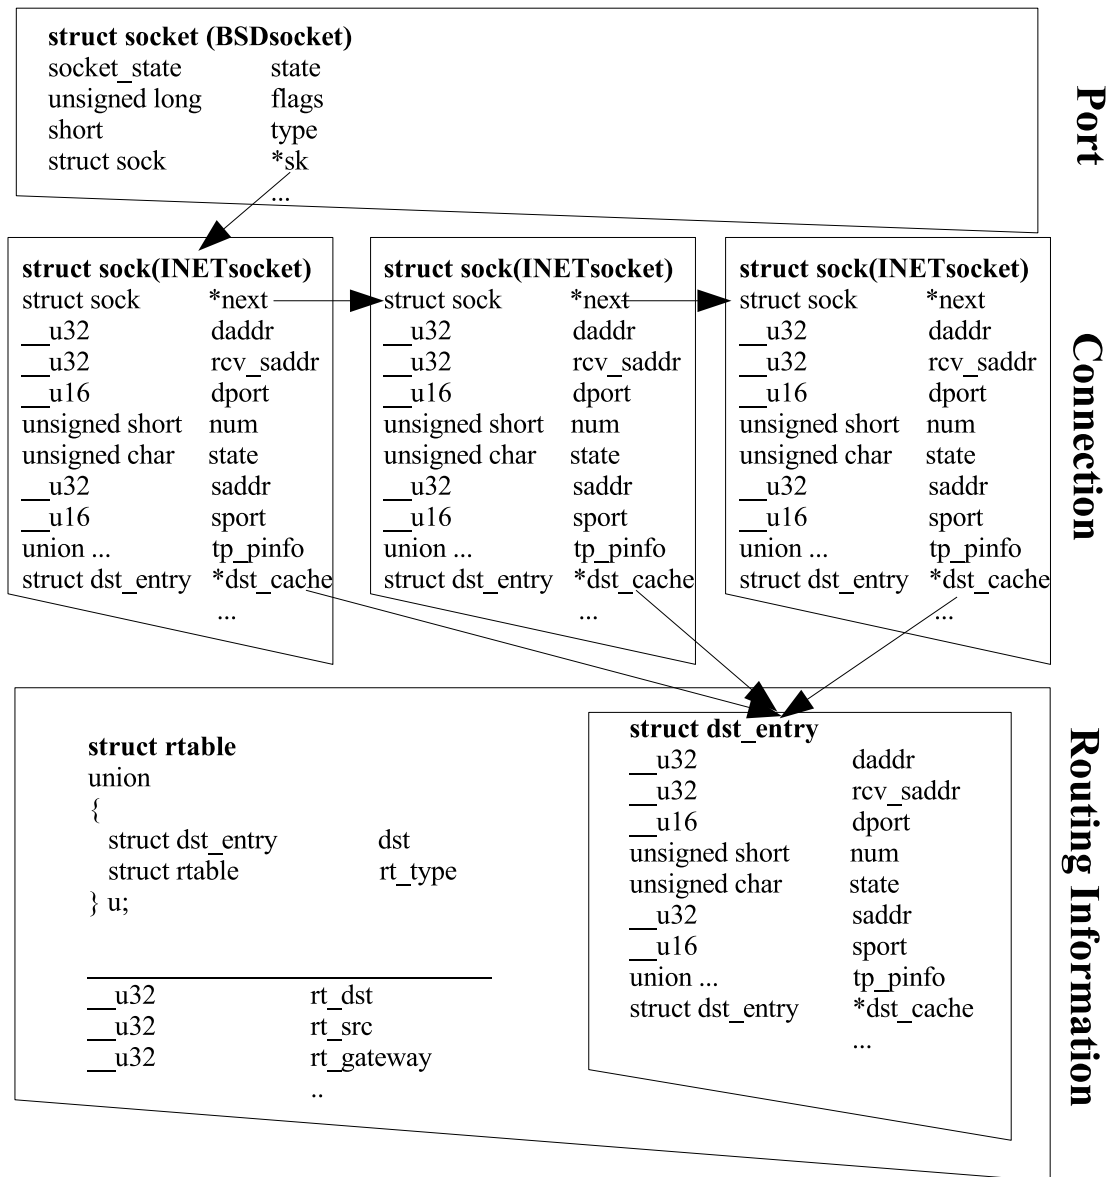 struct socket (BSDsocket)
socket_state state
unsigned long flags
short type
struct sock *sk
...
Port
struct sock(INETsocket)
struct sock *next
__u32 daddr
__u32 rcv_saddr
__u16 dport
unsigned short num
unsigned char state
__u32 saddr
__u16 sport
union ... tp_pinfo
struct dst_entry *dst_cache
...
struct sock(INETsocket)
struct sock *next
__u32 daddr
__u32 rcv_saddr
__u16 dport
unsigned short num
unsigned char state
__u32 saddr
__u16 sport
union ... tp_pinfo
struct dst_entry *dst_cache
...
struct sock(INETsocket)
struct sock *next
__u32 daddr
__u32 rcv_saddr
__u16 dport
unsigned short num
unsigned char state
__u32 saddr
__u16 sport
union ... tp_pinfo
struct dst_entry *dst_cache
...
Connection
struct rtable
union
{
struct dst_entry dst
struct rtable rt_type
} u;
__u32 rt_dst
__u32 rt_src
__u32 rt_gateway
..
struct dst_entry
__u32 daddr
__u32 rcv_saddr
__u16 dport
unsigned short num
unsigned char state
__u32 saddr
__u16 sport
union ... tp_pinfo
struct dst_entry *dst_cache
...
Routing Information